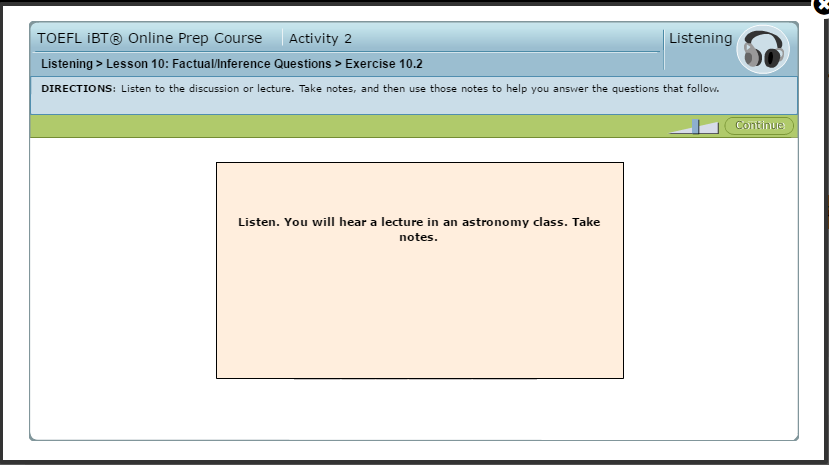 TOEFL iBT® Online Prep Course Activity 2 Listening
Listening > Lesson 10: Factual/Inference Questions > Exercise 10.2
DIRECTIONS: Listen to the discussion or lecture. Take notes, and then use those notes to help you answer the questions that follow.
Continue
Listen. You will hear a lecture in an astronomy class. Take
notes.